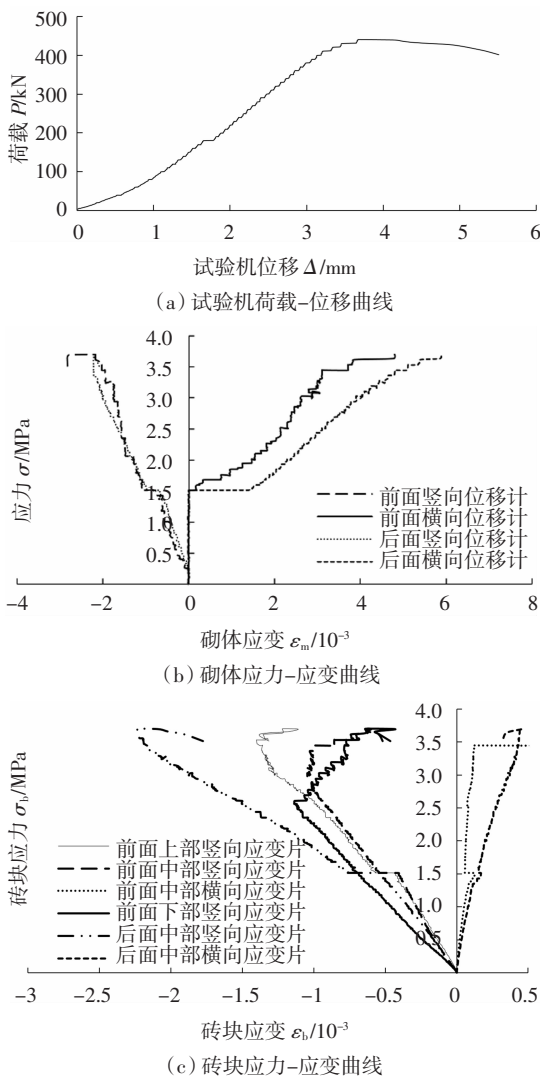 500
400
300
200
100
0
荷载 P/kN
0 1 2 3 4 5 6
试验机位移 Δ/mm
(a)试验机荷载-位移曲线
4.0
3.5
3.0
2.5
2.0
1.5
1.0
0.5
应力 σ/MPa
前面竖向位移计
前面横向位移计
后面竖向位移计
后面横向位移计
-4 -2 0 2 4 6 8
砌体应变 εm/10⁻³
(b)砌体应力-应变曲线
4.0
3.5
3.0
2.5
2.0
1.5
1.0
0.5
砖块应力 σb/MPa
前面上部竖向应变片
前面中部竖向应变片
前面中部横向应变片
前面下部竖向应变片
后面中部竖向应变片
后面中部横向应变片
-3 -2.5 -2 -1.5 -1 -0.5 0 0.5
砖块应变 εb/10⁻³
(c)砖块应力-应变曲线